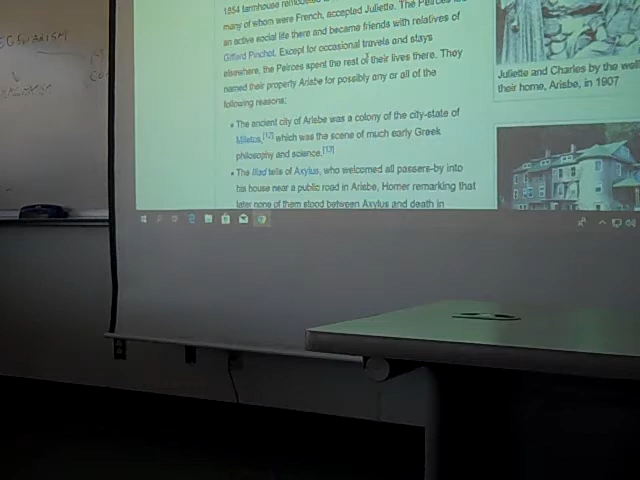 1854 farmhouse
many of whom were French, accepted Juliette. The Peirces
an active social life there and became friends with relatives of
Gifford Pinchot. Except for occasional travels and stays
elsewhere, the Peirces spent the rest of their lives there. They
named their property Arisbe for possibly any or all of the
following reasons:
• The ancient city of Arisbe was a colony of the city-state of
Miletos,[12] which was the scene of much early Greek
philosophy and science.[13]
• The Iliad tells of Axylus, who welcomed all passers-by into
his house near a public road in Arisbe, Homer remarking that
later none of them stood between Axylus and death in
Juliette and Charles by the well
their home, Arisbe, in 1907